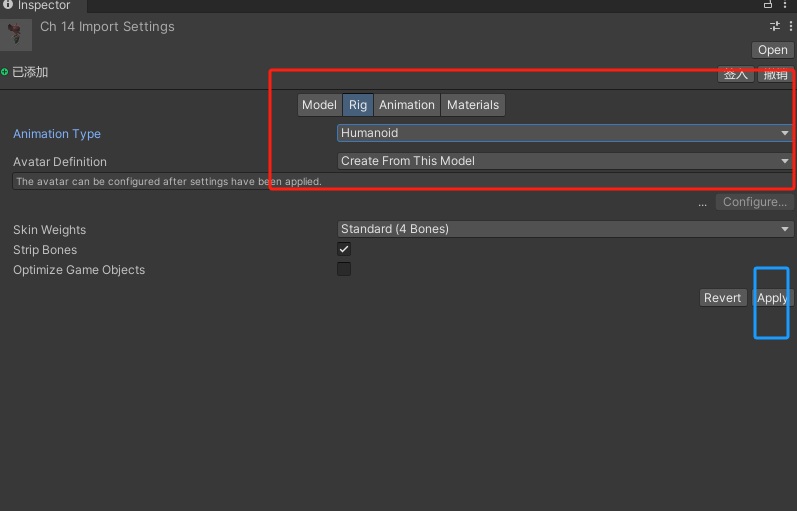 Inspector
Ch 14 Import Settings
Open
已添加 签入 撤销
Model Rig Animation Materials
Animation Type Humanoid
Avatar Definition Create From This Model
The avatar can be configured after settings have been applied.
... Configure...
Skin Weights Standard (4 Bones)
Strip Bones
Optimize Game Objects
Revert Apply